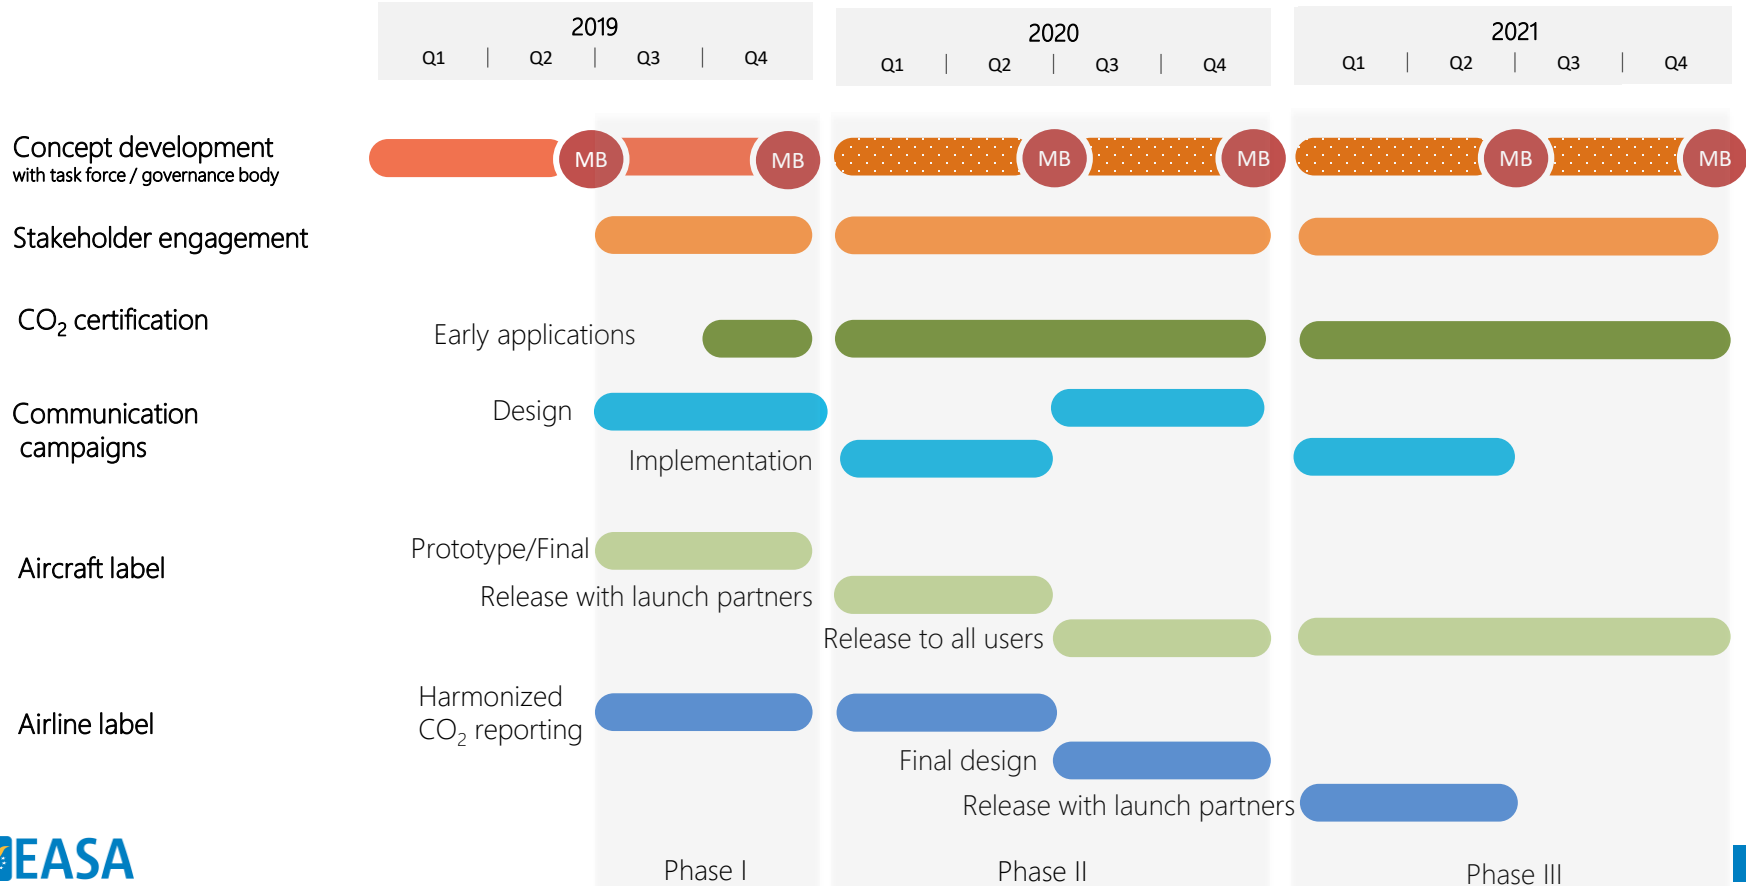 2019
Q1 | Q2 | Q3 | Q4
2020
Q1 | Q2 | Q3 | Q4
2021
Q1 | Q2 | Q3 | Q4
Concept development
with task force / governance body
MB
MB
MB
MB
MB
MB
Stakeholder engagement
CO₂ certification
Early applications
Communication
campaigns
Design
Implementation
Aircraft label
Prototype/Final
Release with launch partners
Release to all users
Airline label
Harmonized
CO₂ reporting
Final design
Release with launch partners
EASA
Phase I
Phase II
Phase III